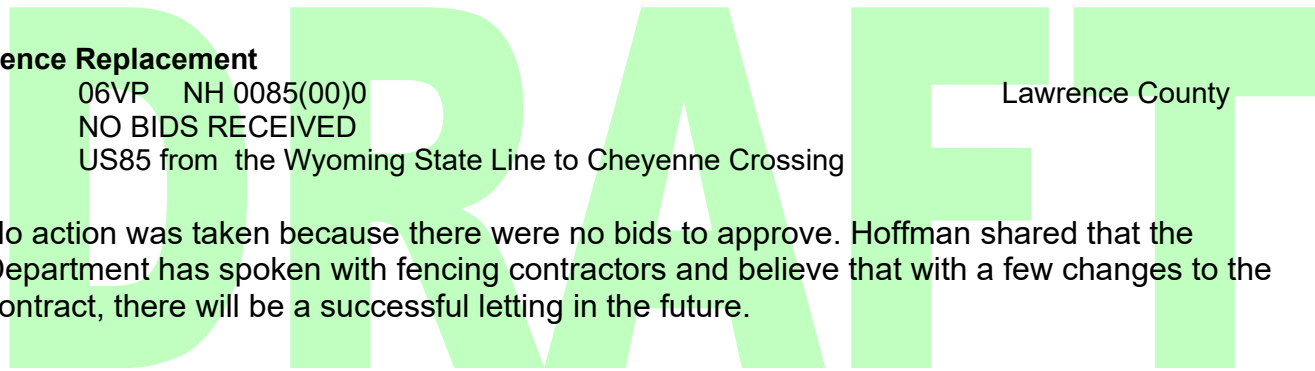 DRAFT
ence Replacement
06VP NH 0085(00)0 Lawrence County
NO BIDS RECEIVED
US85 from the Wyoming State Line to Cheyenne Crossing
o action was taken because there were no bids to approve. Hoffman shared that the
epartment has spoken with fencing contractors and believe that with a few changes to the
ontract, there will be a successful letting in the future.